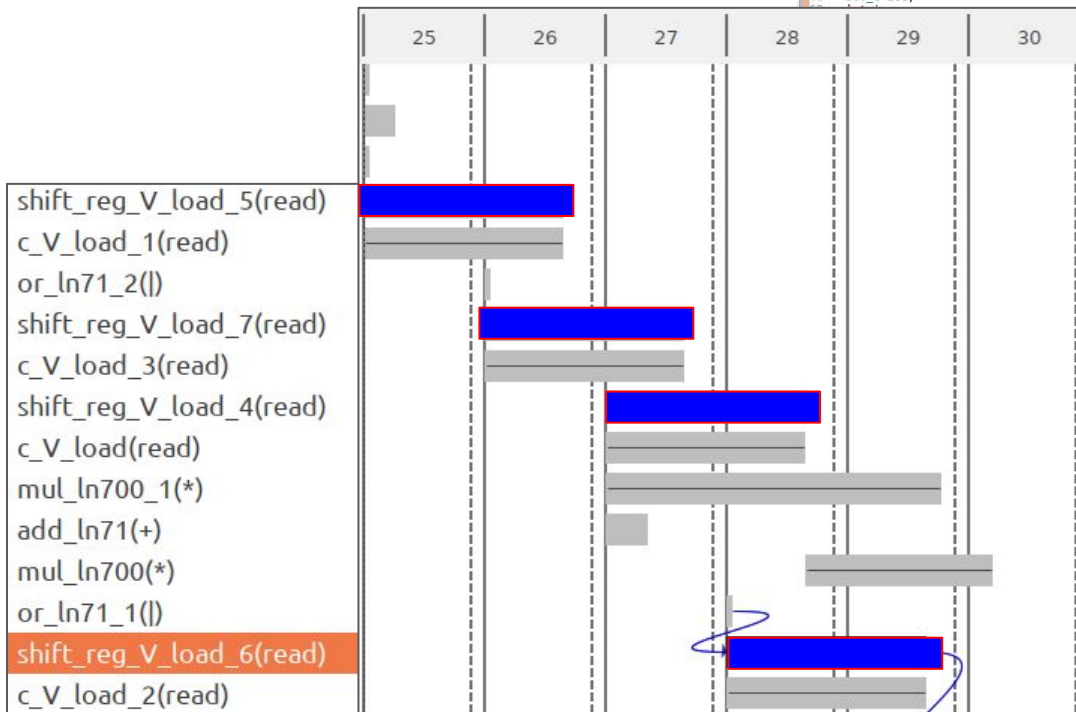 25 26 27 28 29 30
shift_reg_V_load_5(read)
c_V_load_1(read)
or_ln71_2(|)
shift_reg_V_load_7(read)
c_V_load_3(read)
shift_reg_V_load_4(read)
c_V_load(read)
mul_ln700_1(*)
add_ln71(+)
mul_ln700(*)
or_ln71_1(|)
shift_reg_V_load_6(read)
c_V_load_2(read)